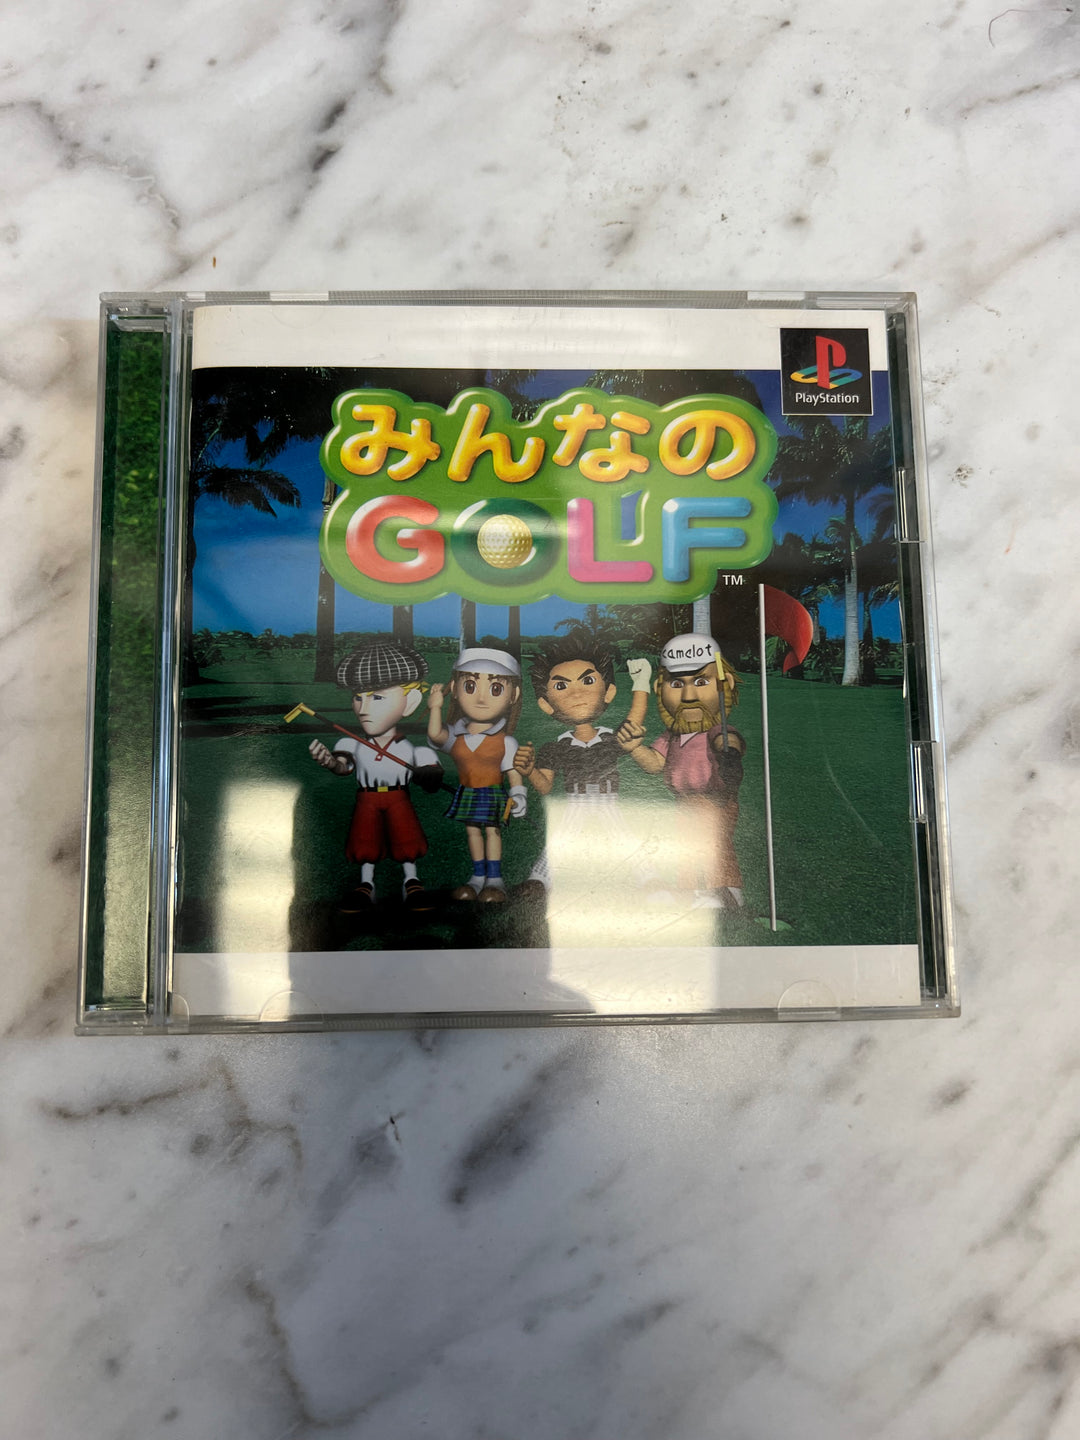 PlayStation
みんなの
GOLF
TM
camelot